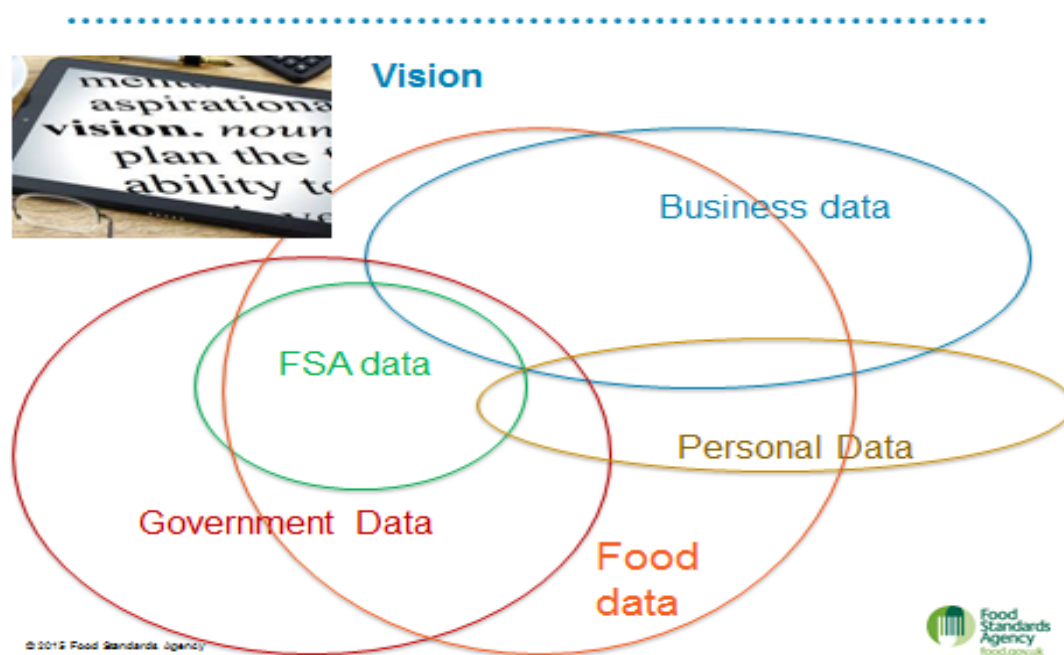 Vision
aspirationa
vision. noun
plan the
ability to
Business data
FSA data
Personal Data
Government Data
Food
data
© 2015 Food Standards Agency
Food
Standards
Agency
food.gov.uk